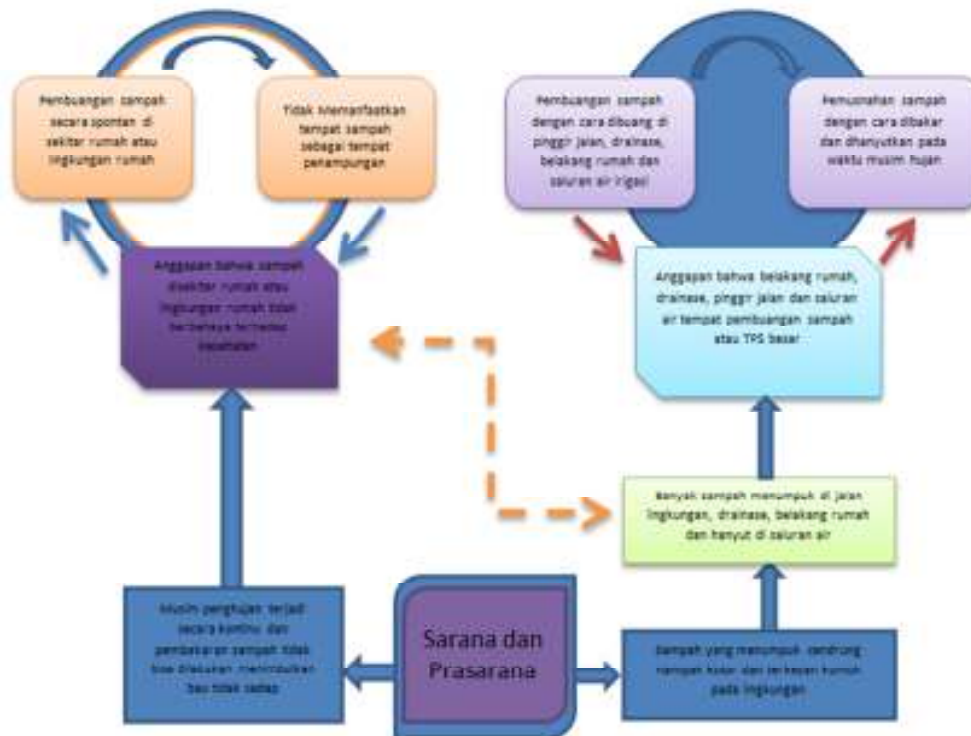 Pembuangan sampah
secara spontan di
sekitar rumah atau
lingkungan rumah
Tidak Memanfaatkan
tempat sampah
sebagai tempat
penampungan
Pembuangan sampah
dengan cara dibuang di
pinggir jalan, drainase,
belakang rumah dan
saluran air irigasi
Pemusnahan sampah
dengan cara dibakar
dan dhanyutkan pada
waktu musim hujan
Anggapan bahwa sampah
disekitar rumah atau
lingkungan rumah tidak
berbahaya terhadap
kesehatan
Anggapan bahwa belakang rumah,
drainase, pinggir jalan dan saluran
air tempat pembuangan sampah
atau TPS besar
Banyak sampah menumpuk di jalan
lingkungan, drainase, belakang rumah
dan hanyut di saluran air
Musim penghujan terjadi
secara kontinu dan
pembakaran sampah tidak
bisa dilakukan menimbulkan
bau tidak sedap
Sarana dan
Prasarana
Sampah yang menumpuk cendrung
nampak kotor dan terkesan kumuh
pada lingkungan